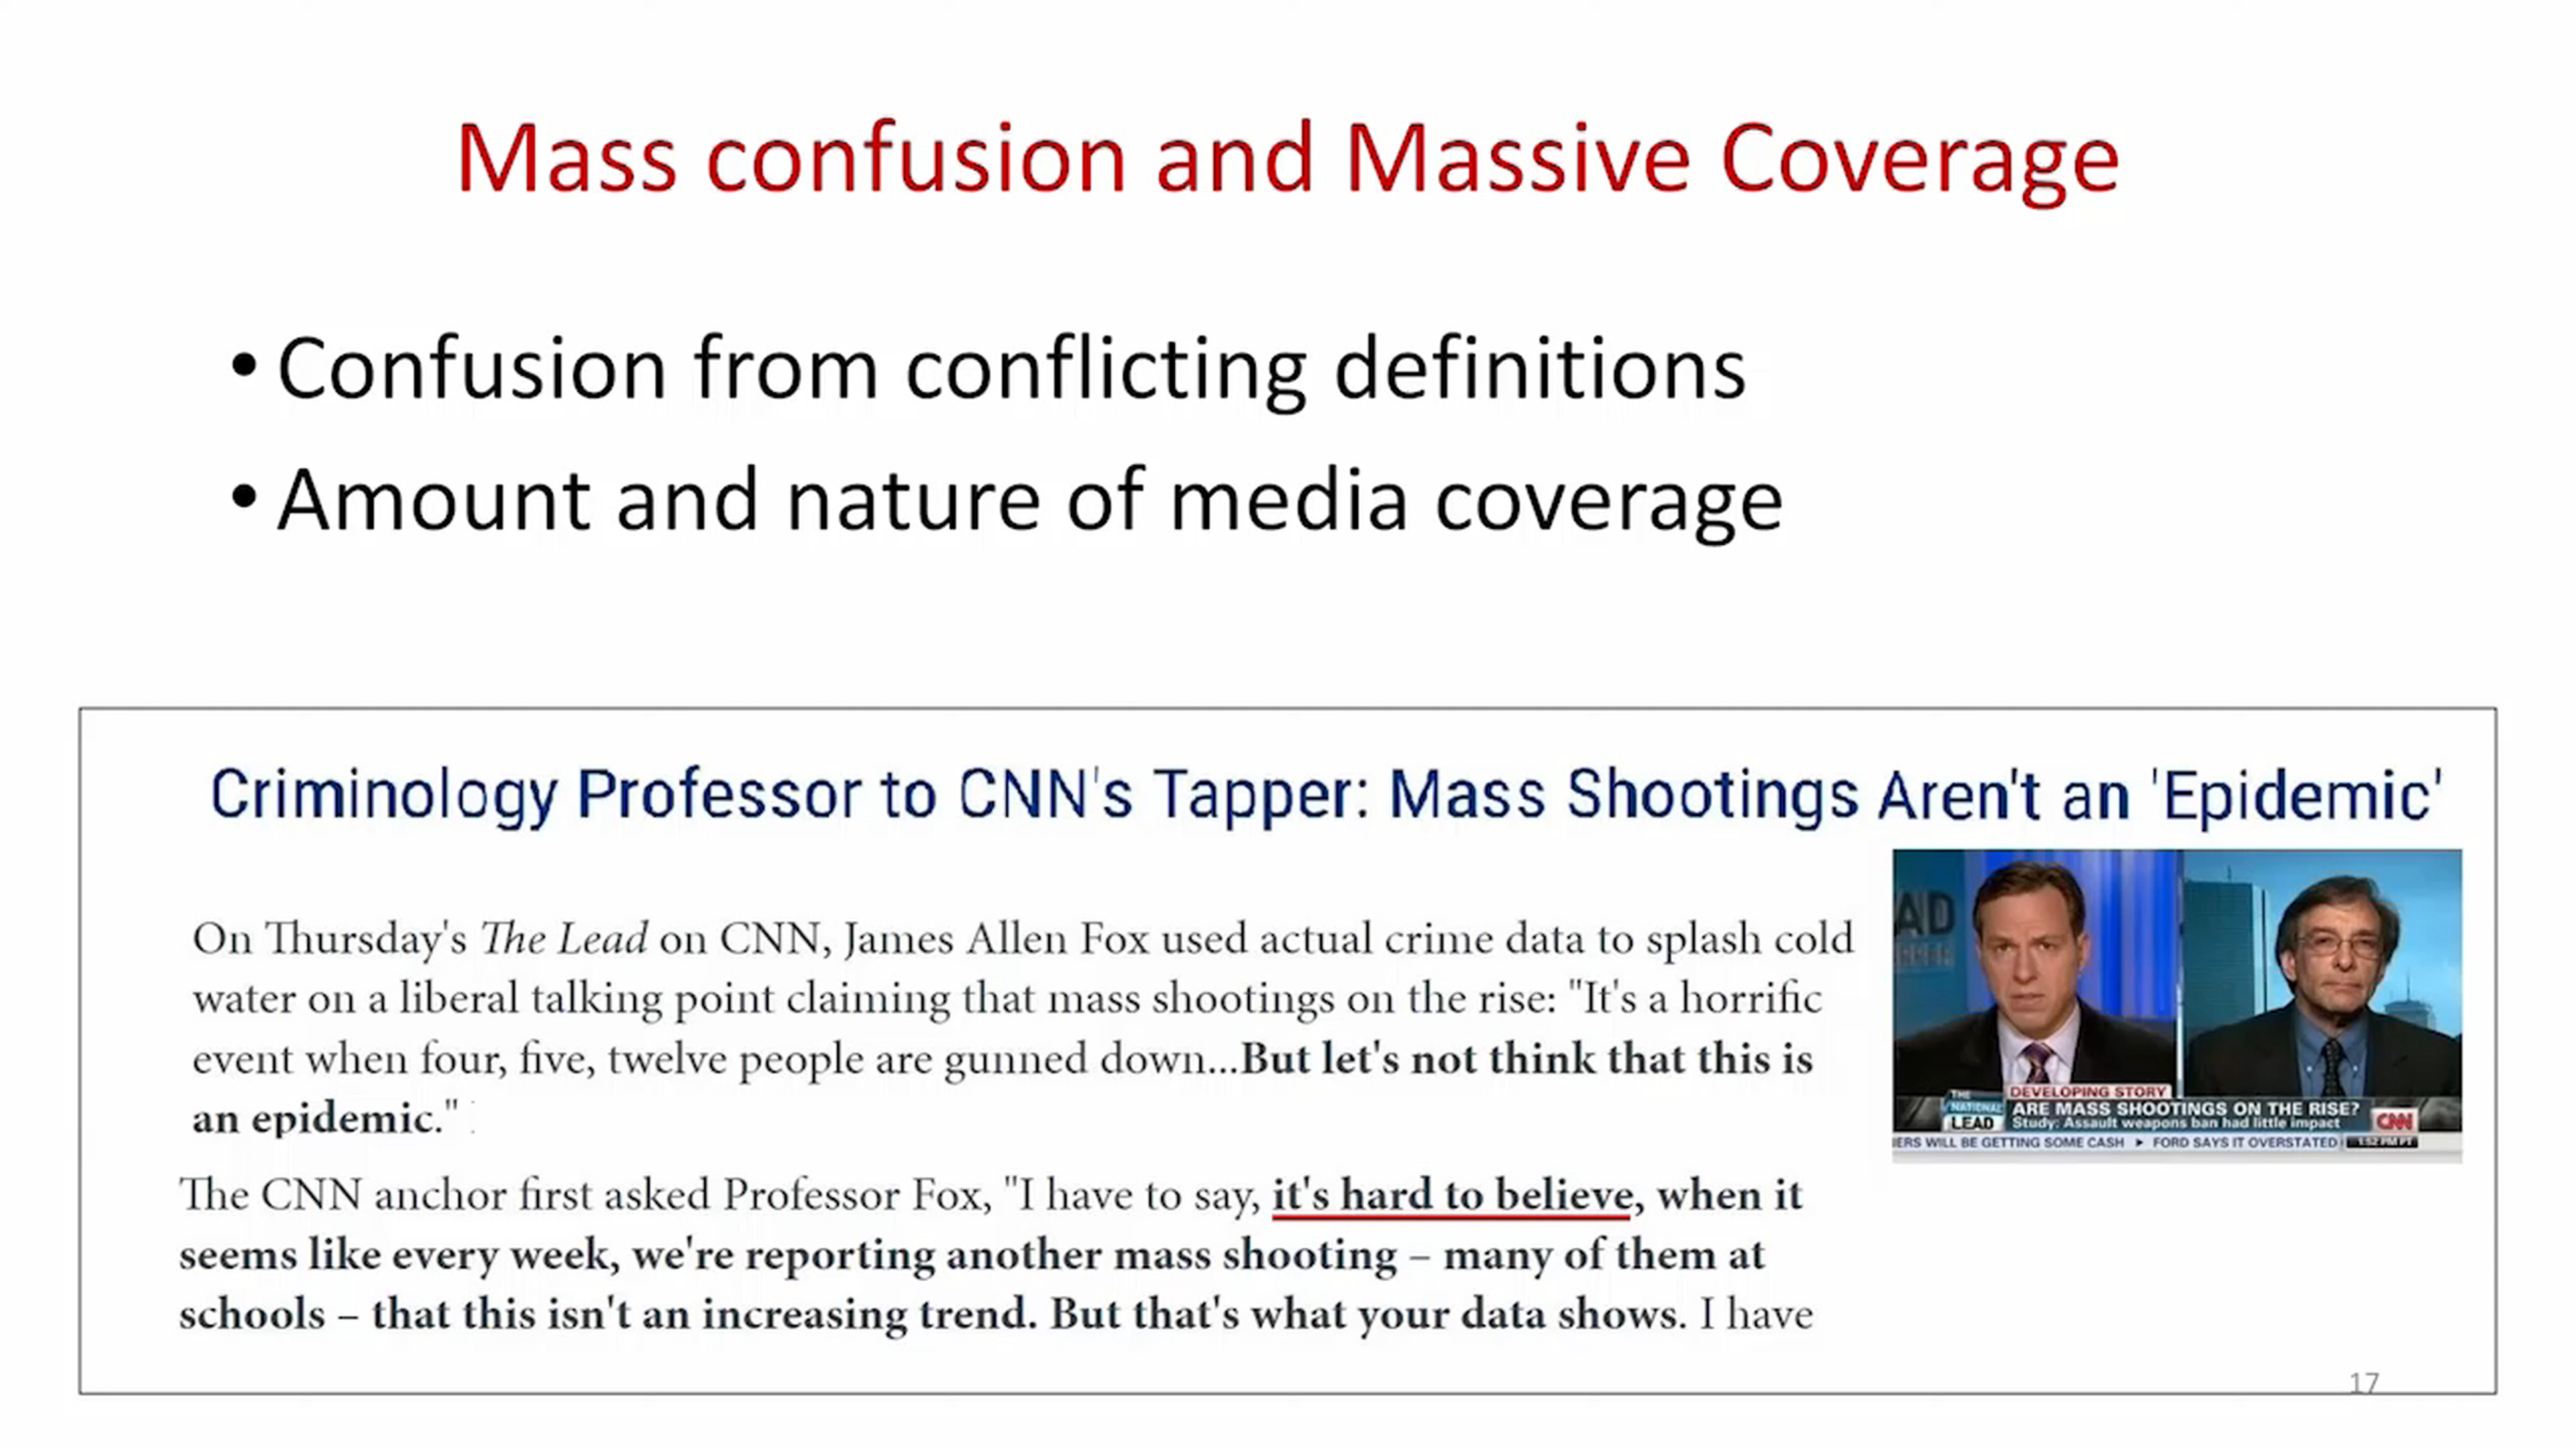 Mass confusion and Massive Coverage
• Confusion from conflicting definitions
• Amount and nature of media coverage
Criminology Professor to CNN's Tapper: Mass Shootings Aren't an 'Epidemic'
On Thursday's The Lead on CNN, James Allen Fox used actual crime data to splash cold
water on a liberal talking point claiming that mass shootings on the rise: "It's a horrific
event when four, five, twelve people are gunned down...But let's not think that this is
an epidemic."
The CNN anchor first asked Professor Fox, "I have to say, it's hard to believe, when it
seems like every week, we're reporting another mass shooting – many of them at
schools – that this isn't an increasing trend. But that's what your data shows. I have
THE
NATIONAL
LEAD
DEVELOPING STORY
ARE MASS SHOOTINGS ON THE RISE?
Study: Assault weapons ban had little impact
CNN
IERS WILL BE GETTING SOME CASH ▸ FORD SAYS IT OVERSTATED
1:52 PM PT
17